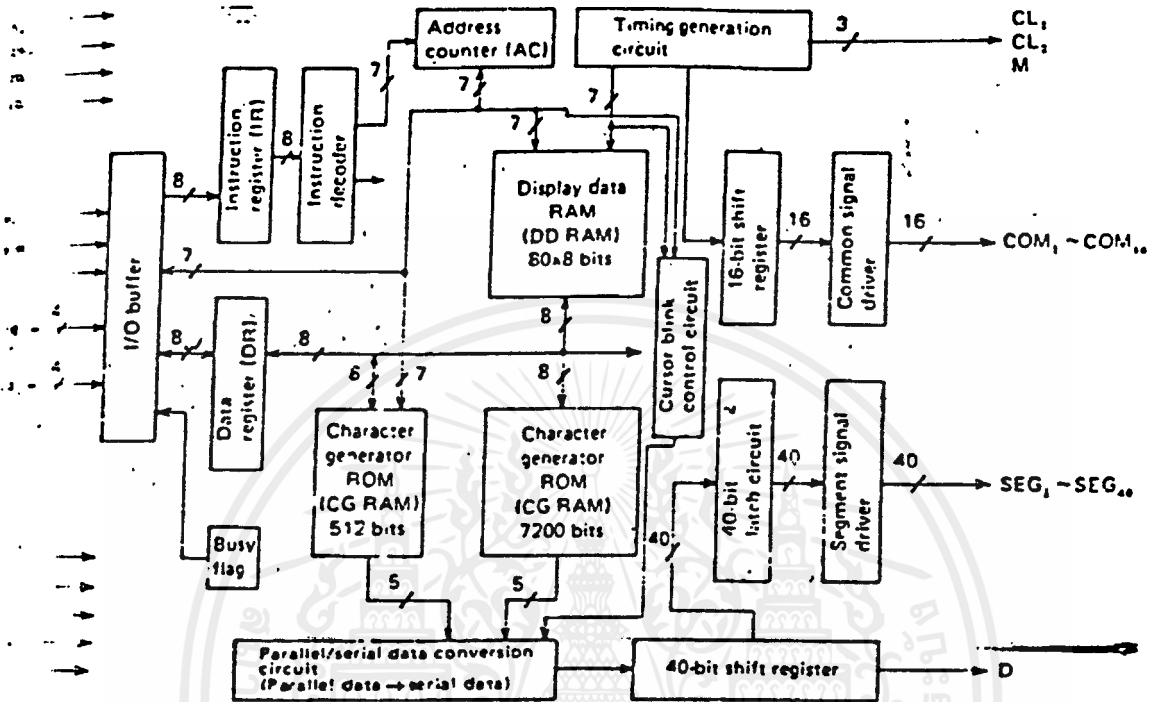 Address
counter (AC)
Timing generation
circuit
3
CL₁
CL₂
M
7
7
7
7
Instruction
register (IR)
8
Instruction
decoder
8
Display data
RAM
(DD RAM)
80x8 bits
16-bit shift
register
16
Common signal
driver
16
COM₁ ~ COM₁₆
I/O buffer
7
8
Data
register (DR)
8
8
6
7
8
Cursor blink
control circuit
Character
generator
ROM
(CG RAM)
512 bits
Character
generator
ROM
(CG RAM)
7200 bits
40-bit
latch circuit
40
Segment signal
driver
40
SEG₁ ~ SEG₄₀
40
Busy
flag
5
5
Parallel/serial data conversion
circuit
(Parallel data → serial data)
40-bit shift register
D